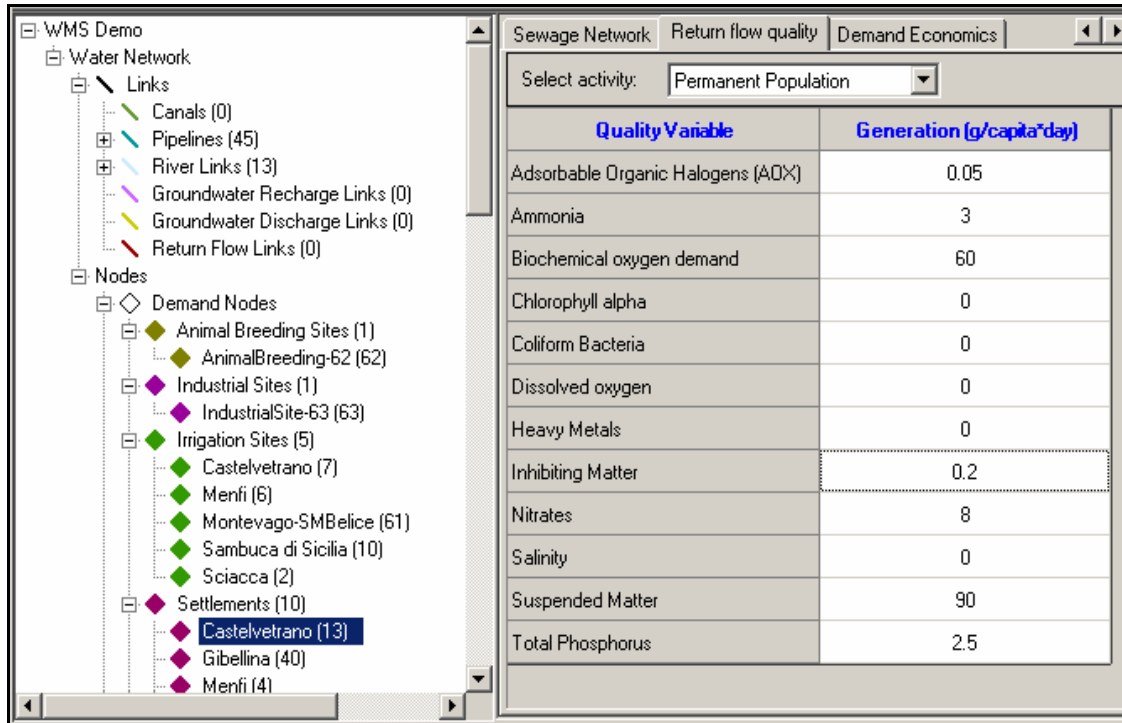 WMS Demo
Water Network
Links
Canals (0)
Pipelines (45)
River Links (13)
Groundwater Recharge Links (0)
Groundwater Discharge Links (0)
Return Flow Links (0)
Nodes
Demand Nodes
Animal Breeding Sites (1)
AnimalBreeding-62 (62)
Industrial Sites (1)
IndustrialSite-63 (63)
Irrigation Sites (5)
Castelvetrano (7)
Menfi (6)
Montevago-SMBelice (61)
Sambuca di Sicilia (10)
Sciacca (2)
Settlements (10)
Castelvetrano (13)
Gibellina (40)
Menfi (4)
Sewage Network Return flow quality Demand Economics
Select activity: Permanent Population
Quality Variable Generation (g/capita*day)
Adsorbable Organic Halogens (AOX) 0.05
Ammonia 3
Biochemical oxygen demand 60
Chlorophyll alpha 0
Coliform Bacteria 0
Dissolved oxygen 0
Heavy Metals 0
Inhibiting Matter 0.2
Nitrates 8
Salinity 0
Suspended Matter 90
Total Phosphorus 2.5